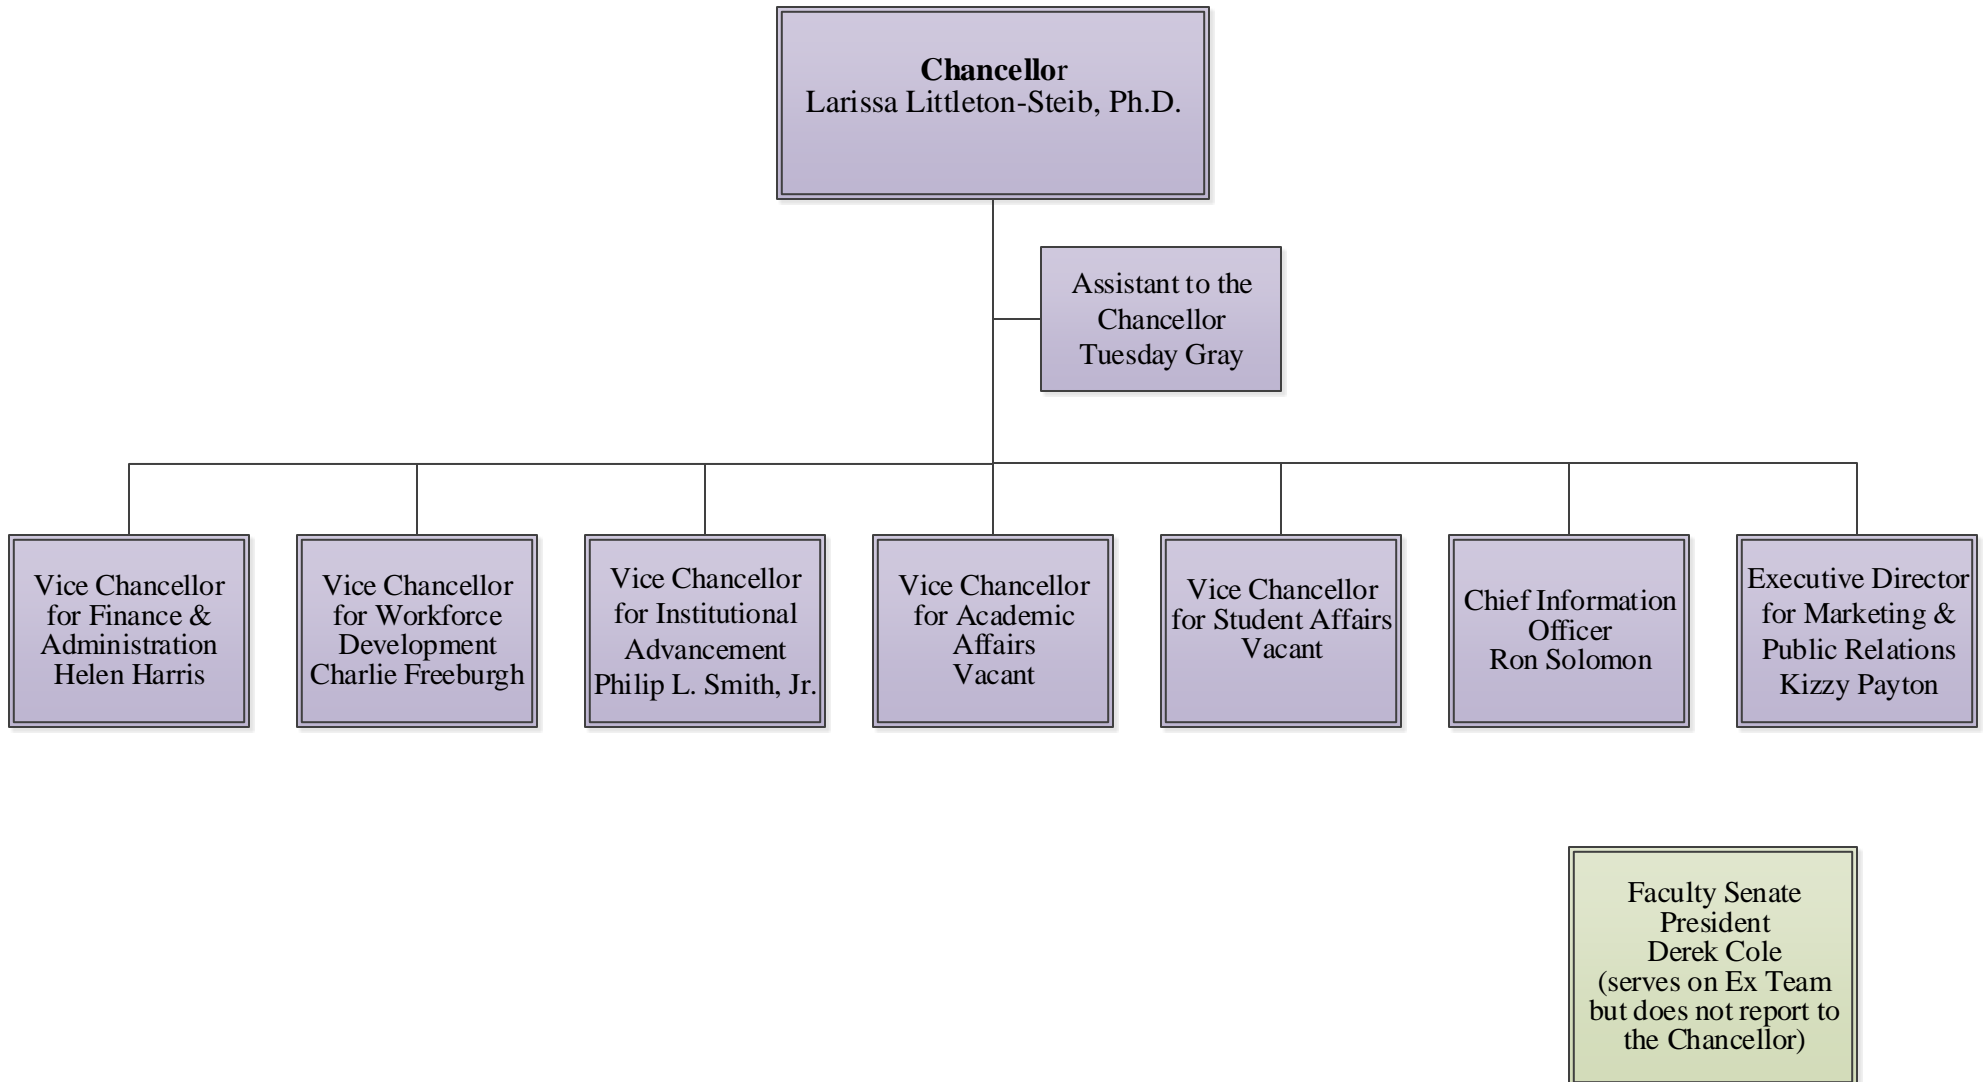 Chancellor
Larissa Littleton-Steib, Ph.D.
Assistant to the
Chancellor
Tuesday Gray
Vice Chancellor
for Finance &
Administration
Helen Harris
Vice Chancellor
for Workforce
Development
Charlie Freeburgh
Vice Chancellor
for Institutional
Advancement
Philip L. Smith, Jr.
Vice Chancellor
for Academic
Affairs
Vacant
Vice Chancellor
for Student Affairs
Vacant
Chief Information
Officer
Ron Solomon
Executive Director
for Marketing &
Public Relations
Kizzy Payton
Faculty Senate
President
Derek Cole
(serves on Ex Team
but does not report to
the Chancellor)